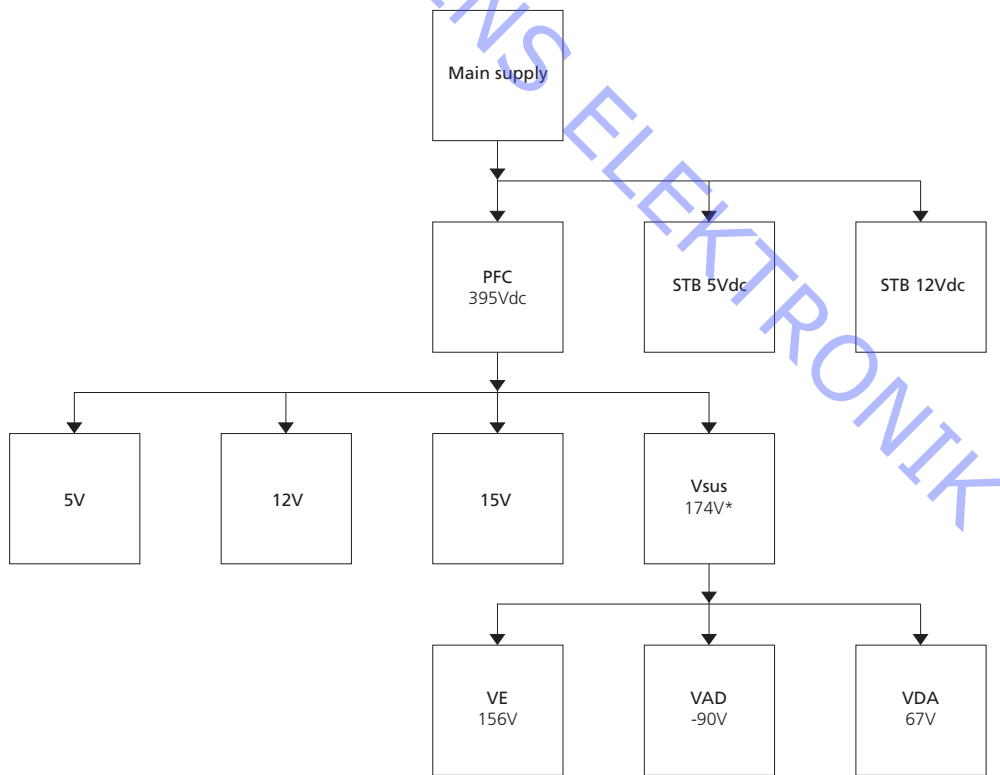 Main supply
PFC
395Vdc
STB 5Vdc
STB 12Vdc
5V
12V
15V
Vsus
174V*
VE
156V
VAD
-90V
VDA
67V
ELEKTRONIK